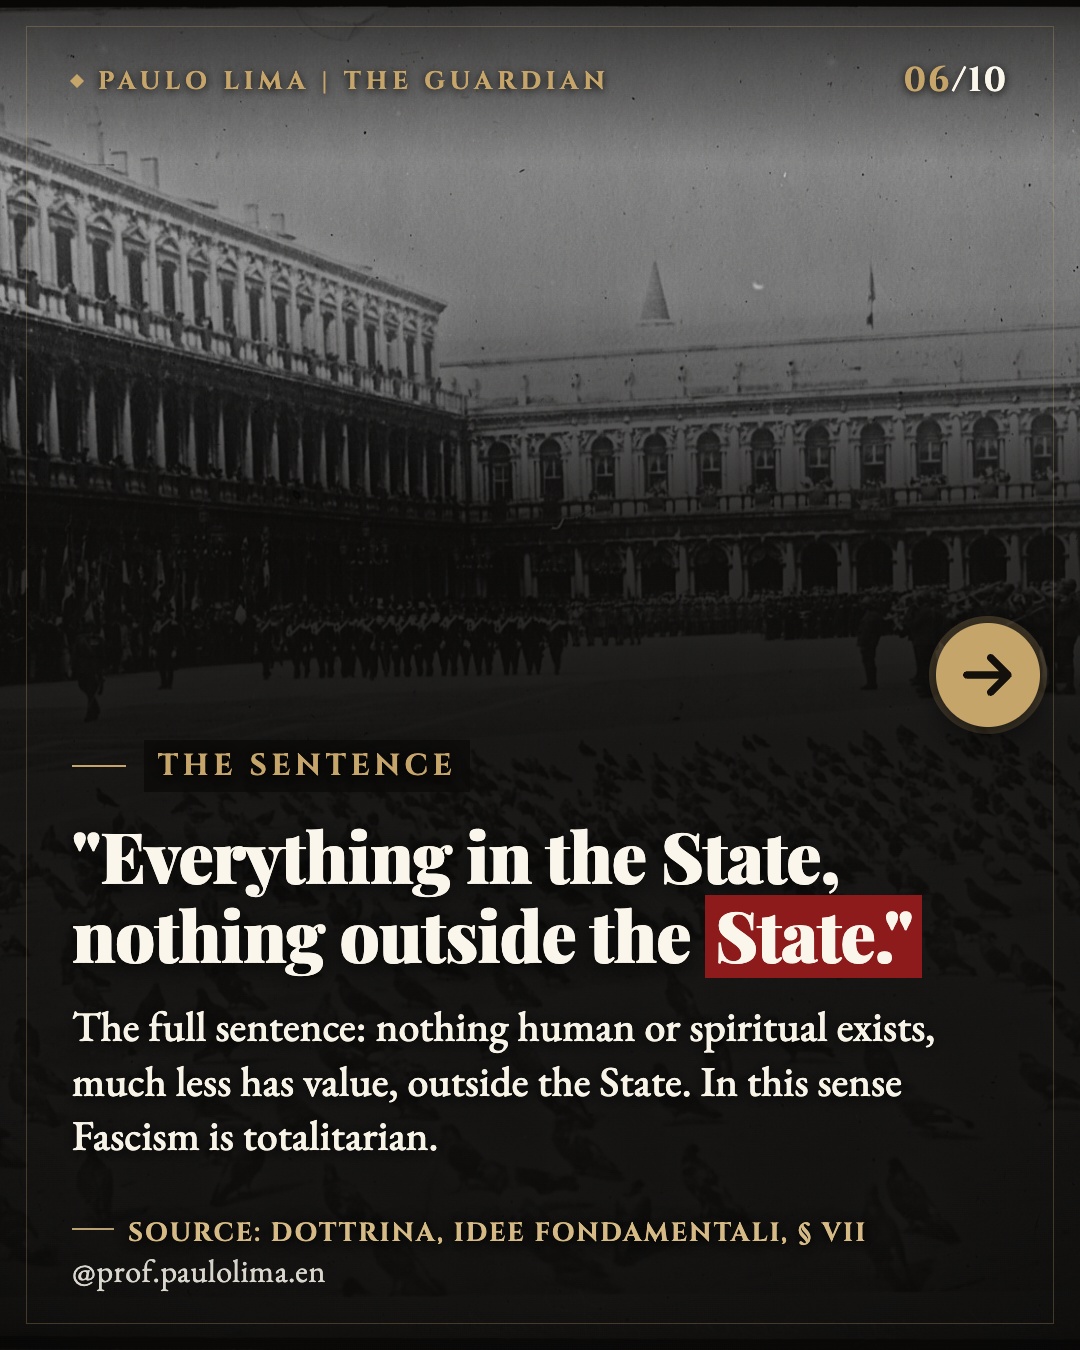 ◆ PAULO LIMA | THE GUARDIAN
06/10
THE SENTENCE
"Everything in the State,
nothing outside the State."
The full sentence: nothing human or spiritual exists,
much less has value, outside the State. In this sense
Fascism is totalitarian.
SOURCE: DOTTRINA, IDEE FONDAMENTALI, § VII
@prof.paulolima.en